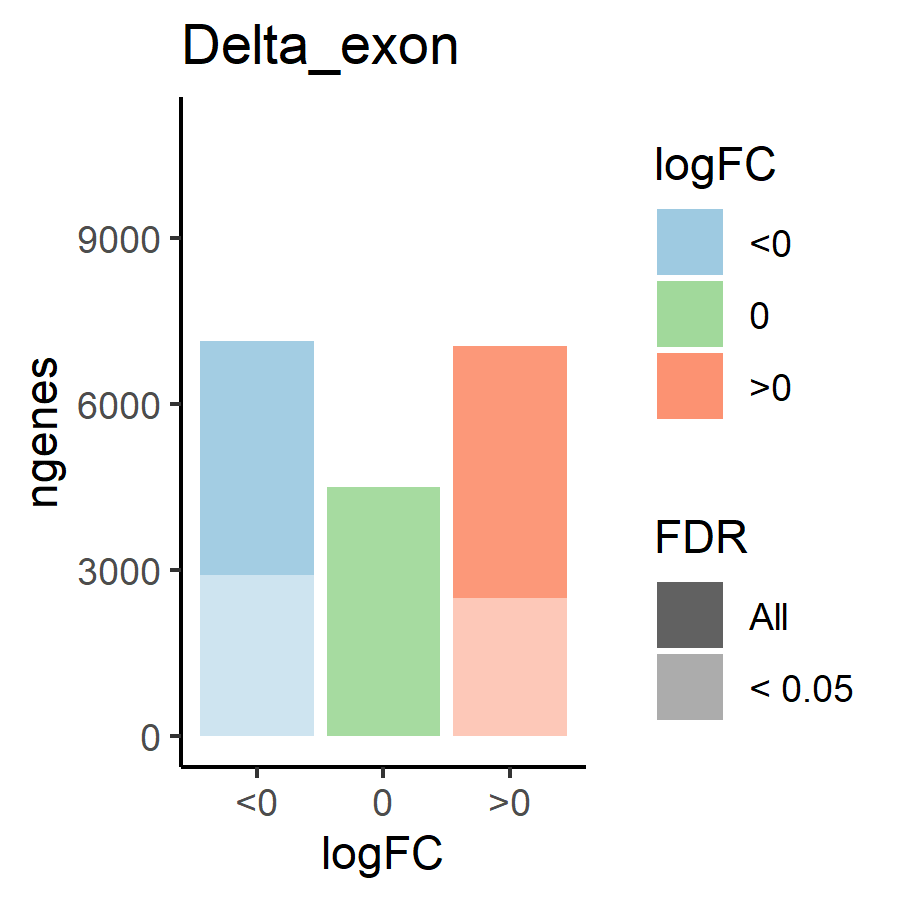 Delta_exon
ngenes
9000
6000
3000
0
<0
0
>0
logFC
logFC
<0
0
>0
FDR
All
< 0.05